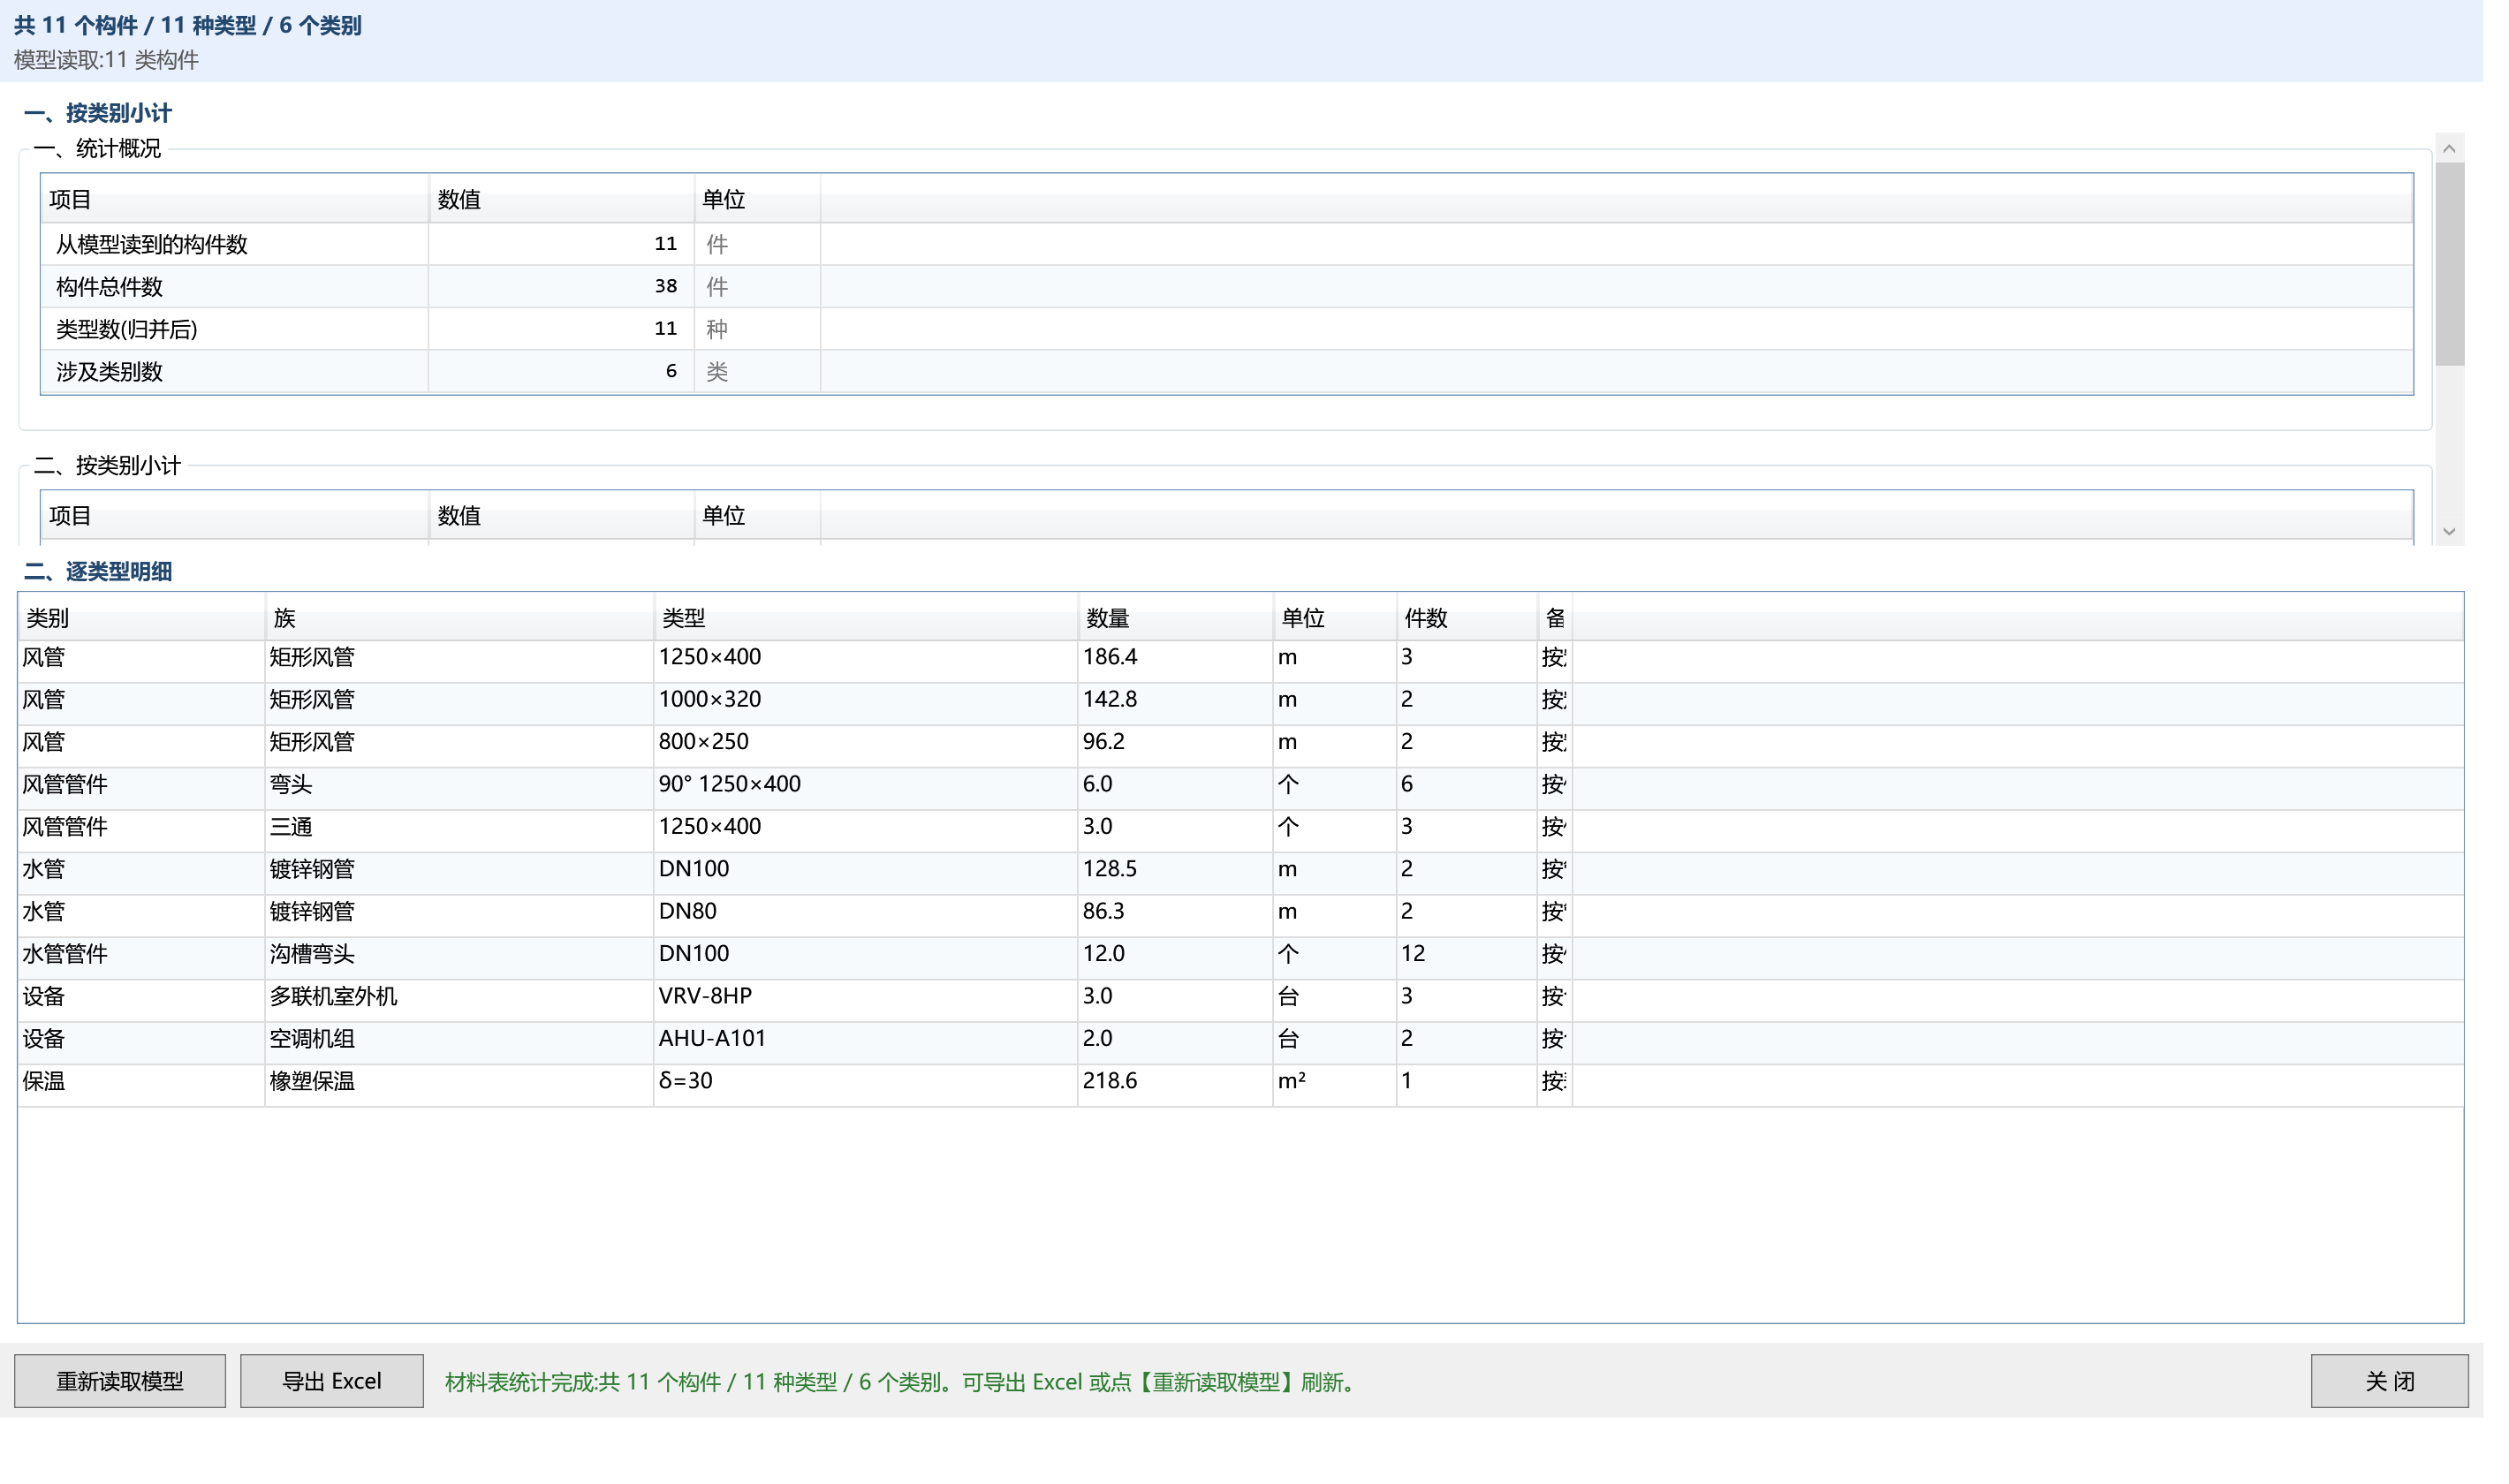 共 11 个构件 / 11 种类型 / 6 个类别
模型读取:11 类构件
一、按类别小计
一、统计概况
项目 数值 单位
从模型读到的构件数 11 件
构件总件数 38 件
类型数(归并后) 11 种
涉及类别数 6 类
二、按类别小计
项目 数值 单位
二、逐类型明细
类别 族 类型 数量 单位 件数 备
风管 矩形风管 1250×400 186.4 m 3 按
风管 矩形风管 1000×320 142.8 m 2 按
风管 矩形风管 800×250 96.2 m 2 按
风管管件 弯头 90° 1250×400 6.0 个 6 按
风管管件 三通 1250×400 3.0 个 3 按
水管 镀锌钢管 DN100 128.5 m 2 按
水管 镀锌钢管 DN80 86.3 m 2 按
水管管件 沟槽弯头 DN100 12.0 个 12 按
设备 多联机室外机 VRV-8HP 3.0 台 3 按
设备 空调机组 AHU-A101 2.0 台 2 按
保温 橡塑保温 δ=30 218.6 m² 1 按
重新读取模型 导出 Excel 材料表统计完成:共 11 个构件 / 11 种类型 / 6 个类别。可导出 Excel 或点【重新读取模型】刷新。 关 闭